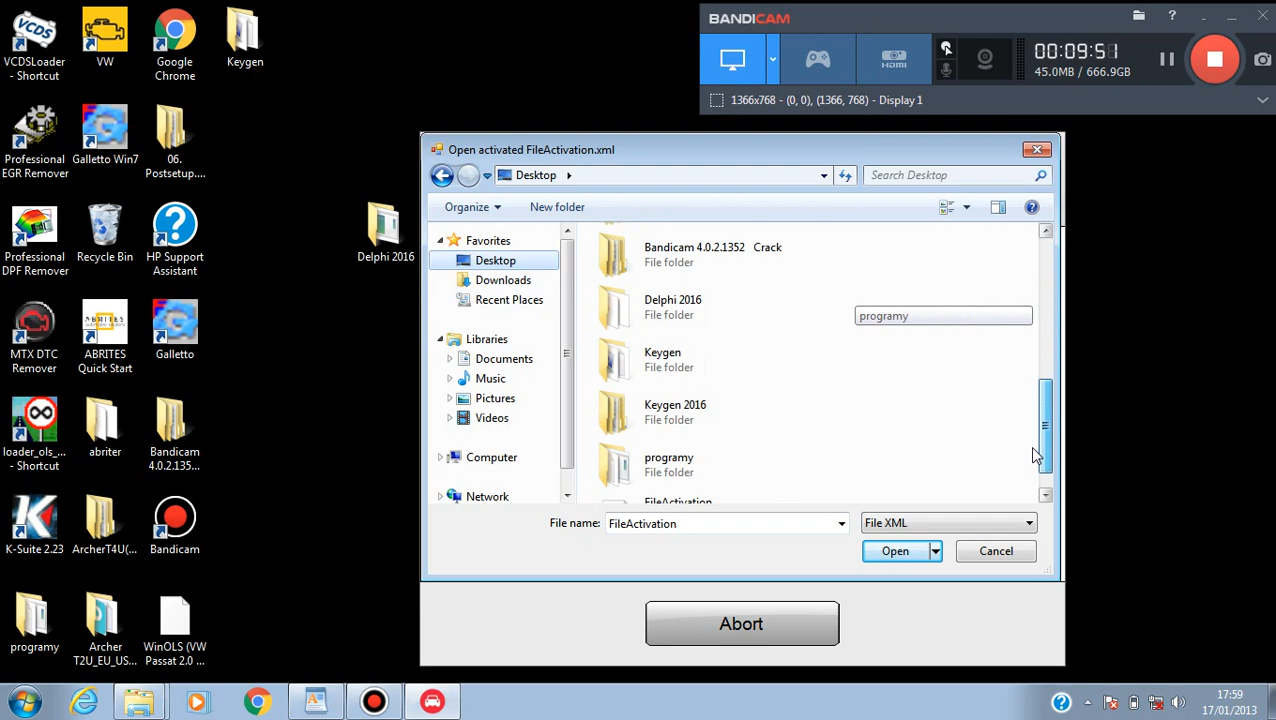 VCDS
VCDSLoader
- Shortcut
VW
Google
Chrome
Keygen
Professional
EGR Remover
Galletto Win7
06.
Postsetup....
Professional
DPF Remover
Recycle Bin
HP Support
Assistant
Delphi 2016
MTX DTC
Remover
ABRITES
ABRITES
Quick Start
Galletto
loader_ols_...
- Shortcut
abriter
Bandicam
4.0.2.135...
K-Suite 2.23
ArcherT4U(...
Bandicam
programy
Archer
T2U_EU_US...
WinOLS (VW
Passat 2.0 ...
BANDICAM
HDMI
00:09:51
45.0MB / 666.9GB
1366x768 - (0, 0), (1366, 768) - Display 1
Open activated FileActivation.xml
Desktop
Search Desktop
Organize
New folder
Favorites
Desktop
Downloads
Recent Places
Libraries
Documents
Music
Pictures
Videos
Computer
Network
Bandicam 4.0.2.1352 Crack
File folder
Delphi 2016
File folder
programy
Keygen
File folder
Keygen 2016
File folder
programy
File folder
FileActivation
File name:
FileActivation
File XML
Open
Cancel
Abort
17:59
17/01/2013